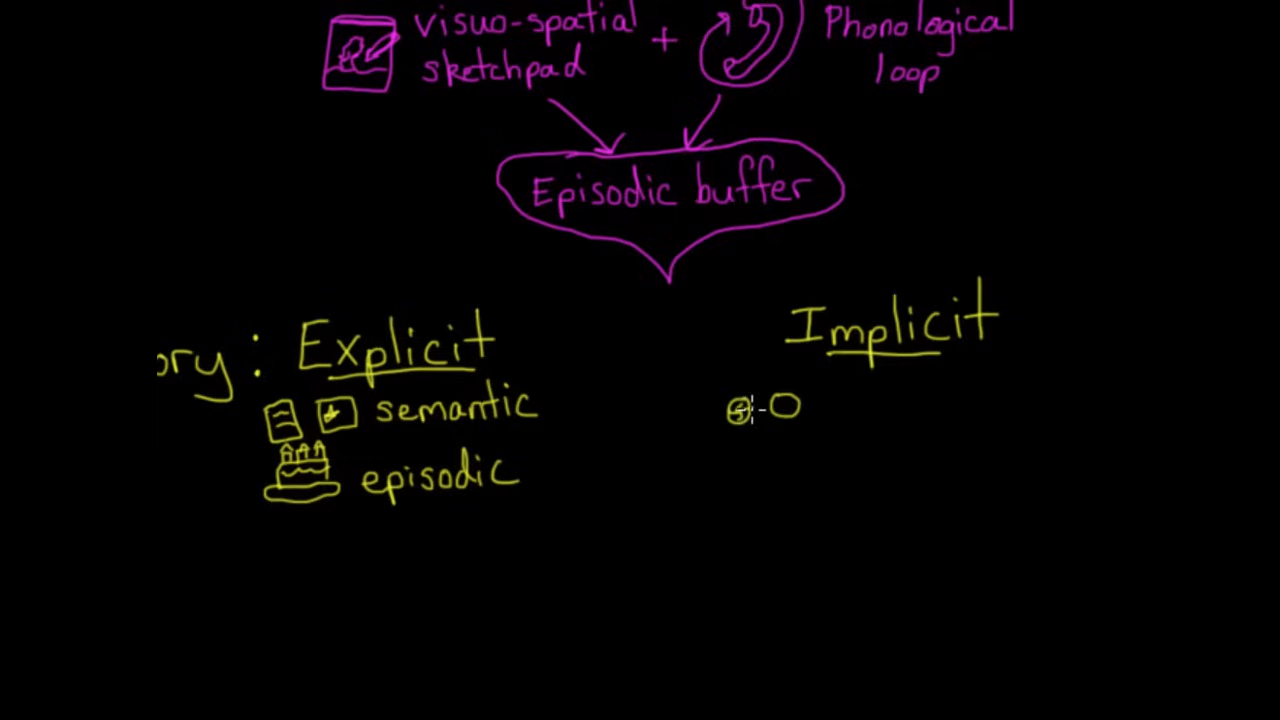 visuo-spatial
sketchpad
+
Phonological
loop
Episodic buffer
ory: Explicit
Implicit
semantic
episodic